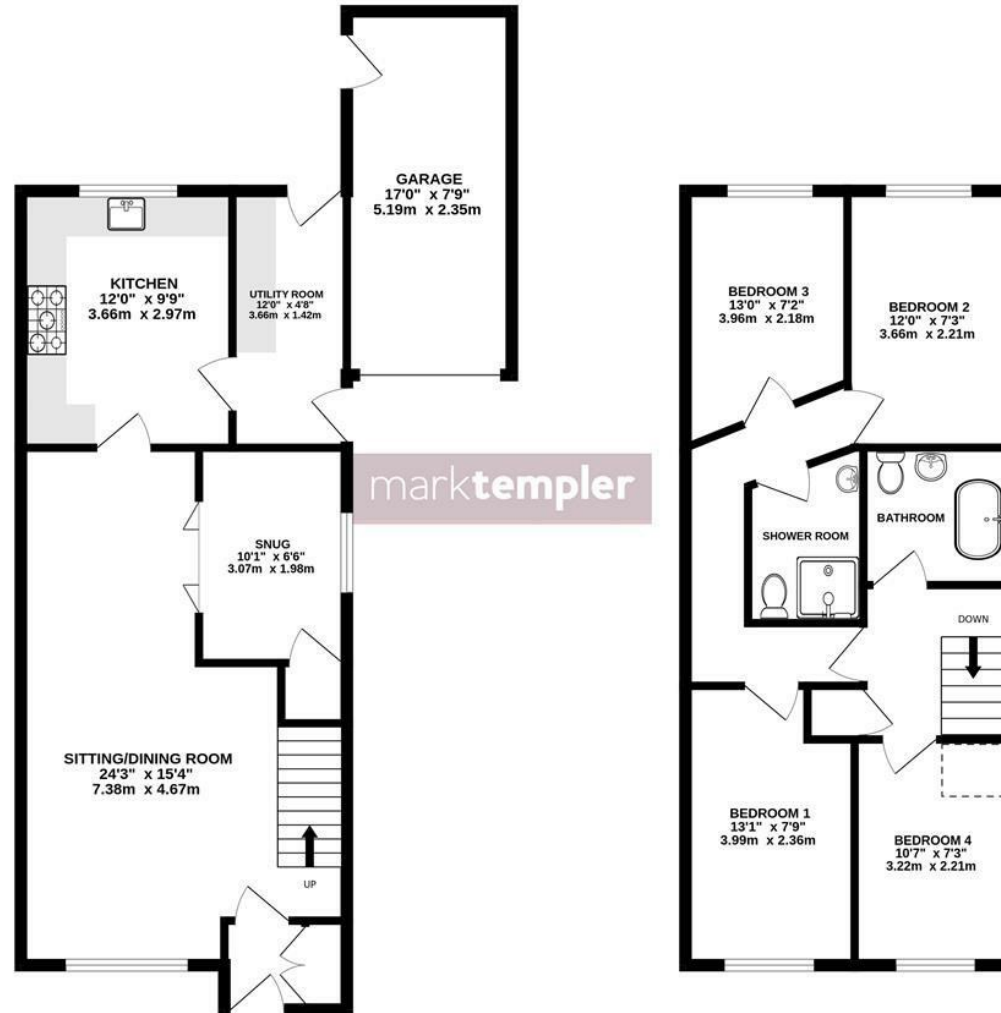 GARAGE
17'0" x 7'9"
5.19m x 2.35m
KITCHEN
12'0" x 9'9"
3.66m x 2.97m
UTILITY ROOM
12'0" x 4'8"
3.66m x 1.42m
marktempler
SNUG
10'1" x 6'6"
3.07m x 1.98m
SITTING/DINING ROOM
24'3" x 15'4"
7.38m x 4.67m
UP
BEDROOM 3
13'0" x 7'2"
3.96m x 2.18m
BEDROOM 2
12'0" x 7'3"
3.66m x 2.21m
SHOWER ROOM
BATHROOM
DOWN
BEDROOM 1
13'1" x 7'9"
3.99m x 2.36m
BEDROOM 4
10'7" x 7'3"
3.22m x 2.21m